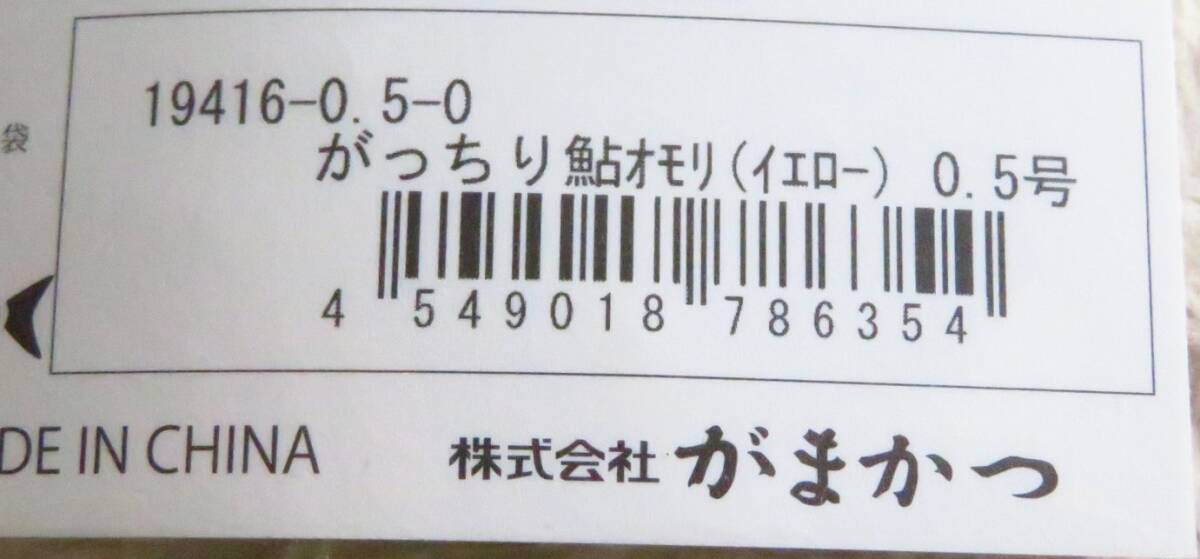 19416-0.5-0
袋
がっちり鮎オモリ(イエロー) 0.5号
4 549018 786354
DE IN CHINA
株式会社 がまかつ